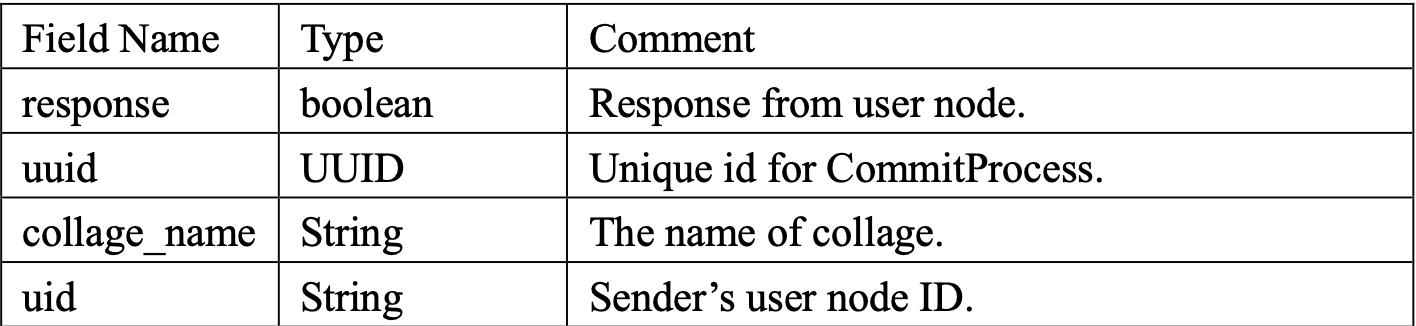 Field Name Type Comment
response boolean Response from user node.
uuid UUID Unique id for CommitProcess.
collage_name String The name of collage.
uid String Sender’s user node ID.